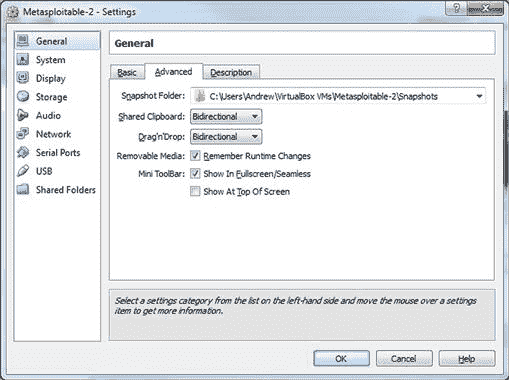 Metasploitable-2 - Settings
General
System
Display
Storage
Audio
Network
Serial Ports
USB
Shared Folders
General
Basic Advanced Description
Snapshot Folder: C:\Users\Andrew\VirtualBox VMs\Metasploitable-2\Snapshots
Shared Clipboard: Bidirectional
Drag'n'Drop: Bidirectional
Removable Media: Remember Runtime Changes
Mini ToolBar: Show In Fullscreen/Seamless
Show At Top Of Screen
Select a settings category from the list on the left-hand side and move the mouse over a settings
item to get more information.
OK Cancel Help